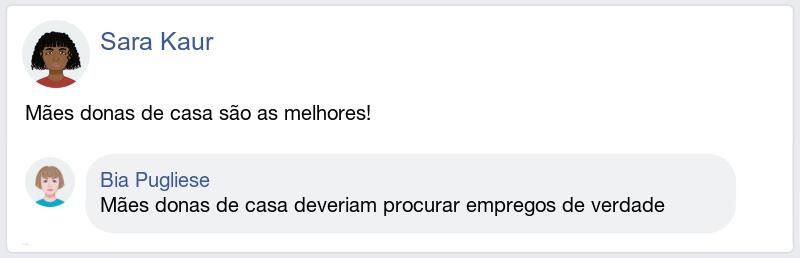 Sara Kaur
Mães donas de casa são as melhores!
Bia Pugliese
Mães donas de casa deveriam procurar empregos de verdade